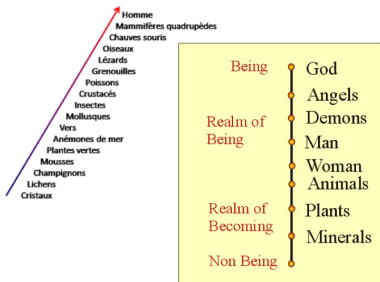 Homme
Mammifères quadrupèdes
Chauves souris
Oiseaux
Lézards
Grenouilles
Poissons
Crustacés
Insectes
Mollusques
Vers
Anémones de mer
Plantes vertes
Mousses
Champignons
Lichens
Cristaux
Being
God
Angels
Realm of
Being
Demons
Man
Woman
Animals
Realm of
Becoming
Plants
Minerals
Non Being